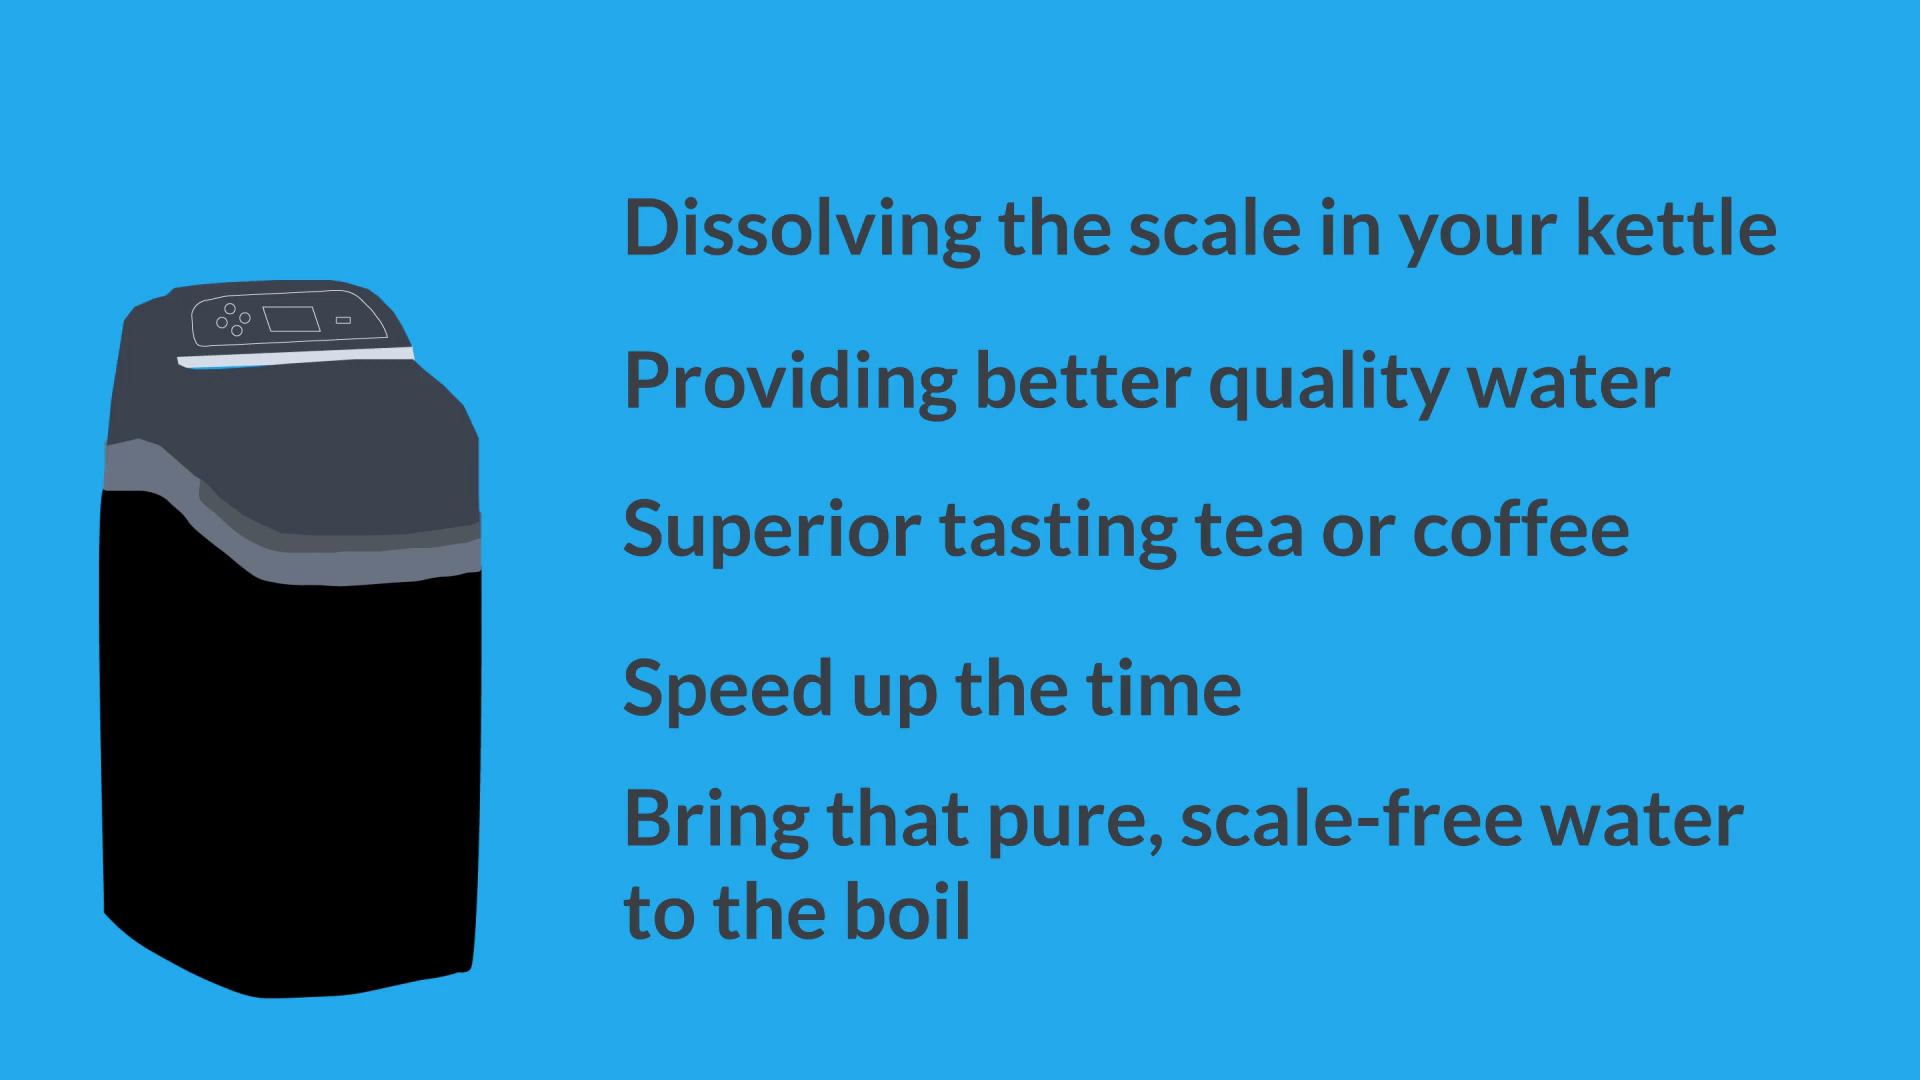 Dissolving the scale in your kettle
Providing better quality water
Superior tasting tea or coffee
Speed up the time
Bring that pure, scale-free water
to the boil